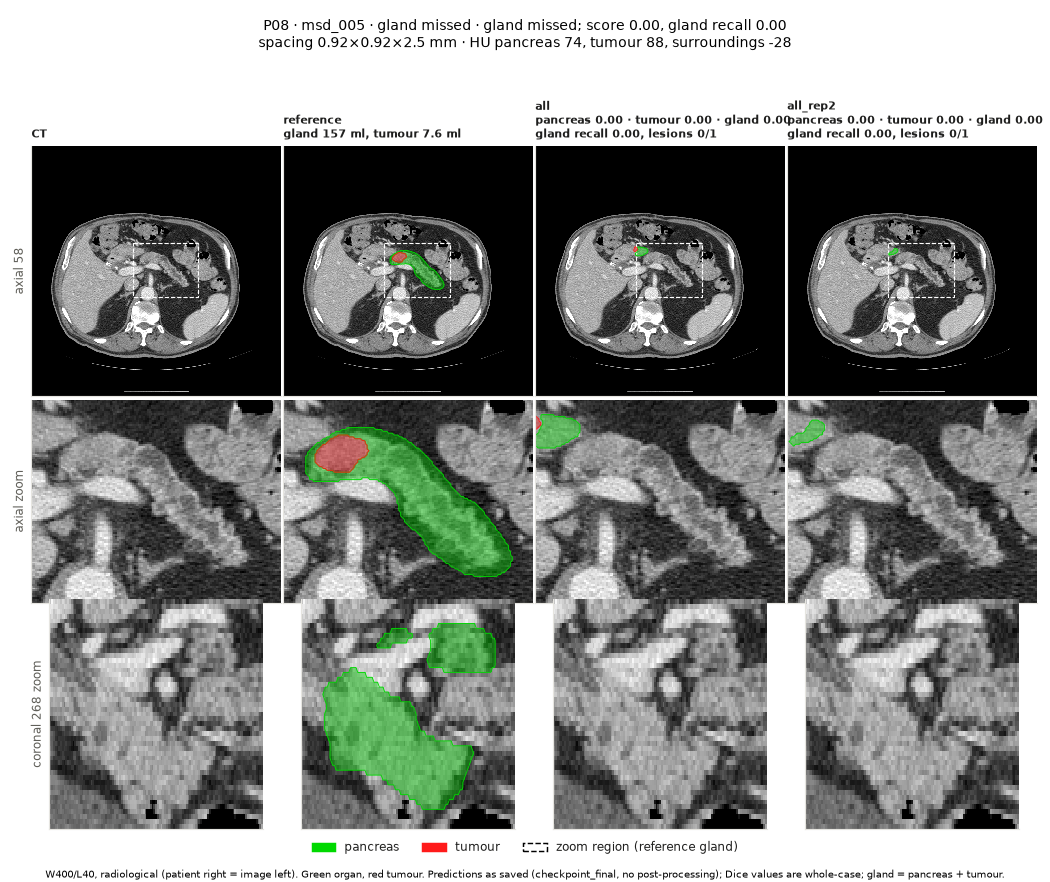 P08 · msd_005 · gland missed · gland missed; score 0.00, gland recall 0.00
spacing 0.92×0.92×2.5 mm · HU pancreas 74, tumour 88, surroundings -28
CT
reference
gland 157 ml, tumour 7.6 ml
all
pancreas 0.00 · tumour 0.00 · gland 0.00
gland recall 0.00, lesions 0/1
all_rep2
pancreas 0.00 · tumour 0.00 · gland 0.00
gland recall 0.00, lesions 0/1
axial 58
axial zoom
coronal 268 zoom
pancreas
tumour
zoom region (reference gland)
W400/L40, radiological (patient right = image left). Green organ, red tumour. Predictions as saved (checkpoint_final, no post-processing); Dice values are whole-case; gland = pancreas + tumour.